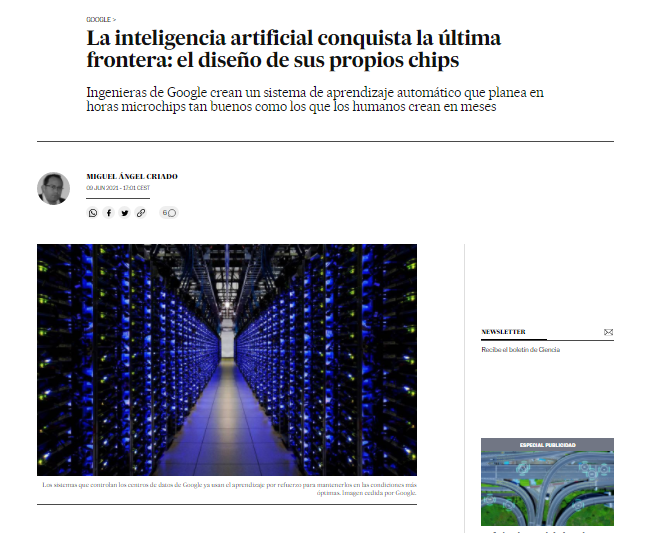 GOOGLE >
La inteligencia artificial conquista la última
frontera: el diseño de sus propios chips
Ingenieras de Google crean un sistema de aprendizaje automático que planea en
horas microchips tan buenos como los que los humanos crean en meses
MIGUEL ÁNGEL CRIADO
09 JUN 2021 - 17:01 CEST
6
NEWSLETTER
Recibe el boletín de Ciencia
ESPECIAL PUBLICIDAD
Los sistemas que controlan los centros de datos de Google ya usan el aprendizaje por refuerzo para mantenerlos en las condiciones más
óptimas. Imagen cedida por Google.